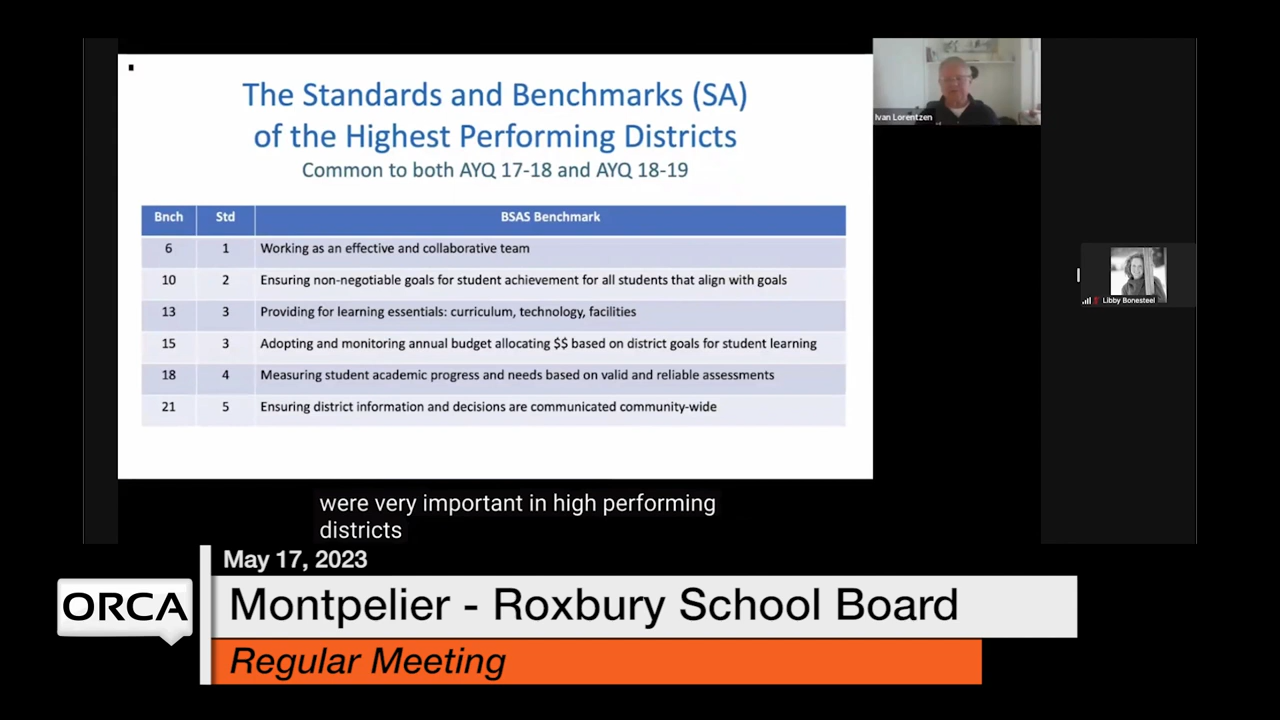 The Standards and Benchmarks (SA)
of the Highest Performing Districts
Common to both AYQ 17-18 and AYQ 18-19
Bnch Std BSAS Benchmark
6 1 Working as an effective and collaborative team
10 2 Ensuring non-negotiable goals for student achievement for all students that align with goals
13 3 Providing for learning essentials: curriculum, technology, facilities
15 3 Adopting and monitoring annual budget allocating $$ based on district goals for student learning
18 4 Measuring student academic progress and needs based on valid and reliable assessments
21 5 Ensuring district information and decisions are communicated community-wide
Ivan Lorentzen
Libby Bonesteel
were very important in high performing
districts
May 17, 2023
ORCA
Montpelier - Roxbury School Board
Regular Meeting